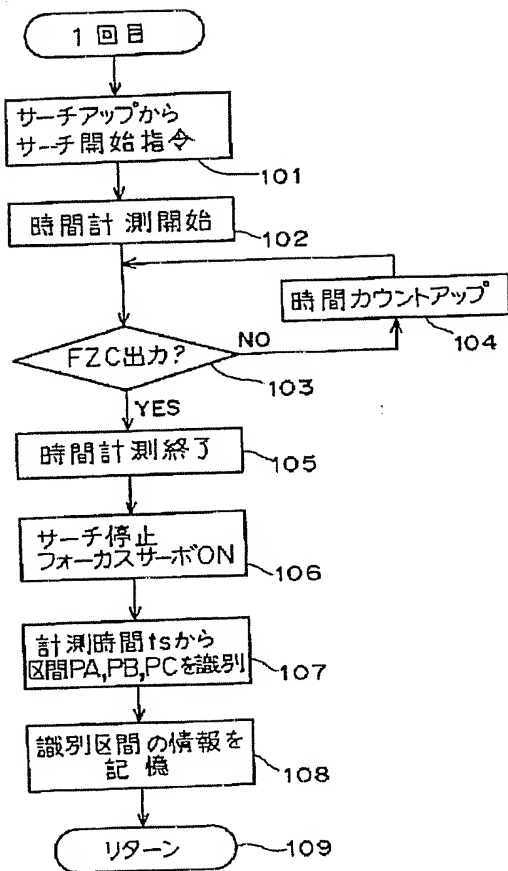 1回目
サーチアップから
サーチ開始指令
101
時間計測開始
102
時間カウントアップ
104
FZC出力?
NO
103
YES
時間計測終了
105
サーチ停止
フォーカスサーボON
106
計測時間tsから
区間PA,PB,PCを識別
107
識別区間の情報を
記憶
108
リターン
109